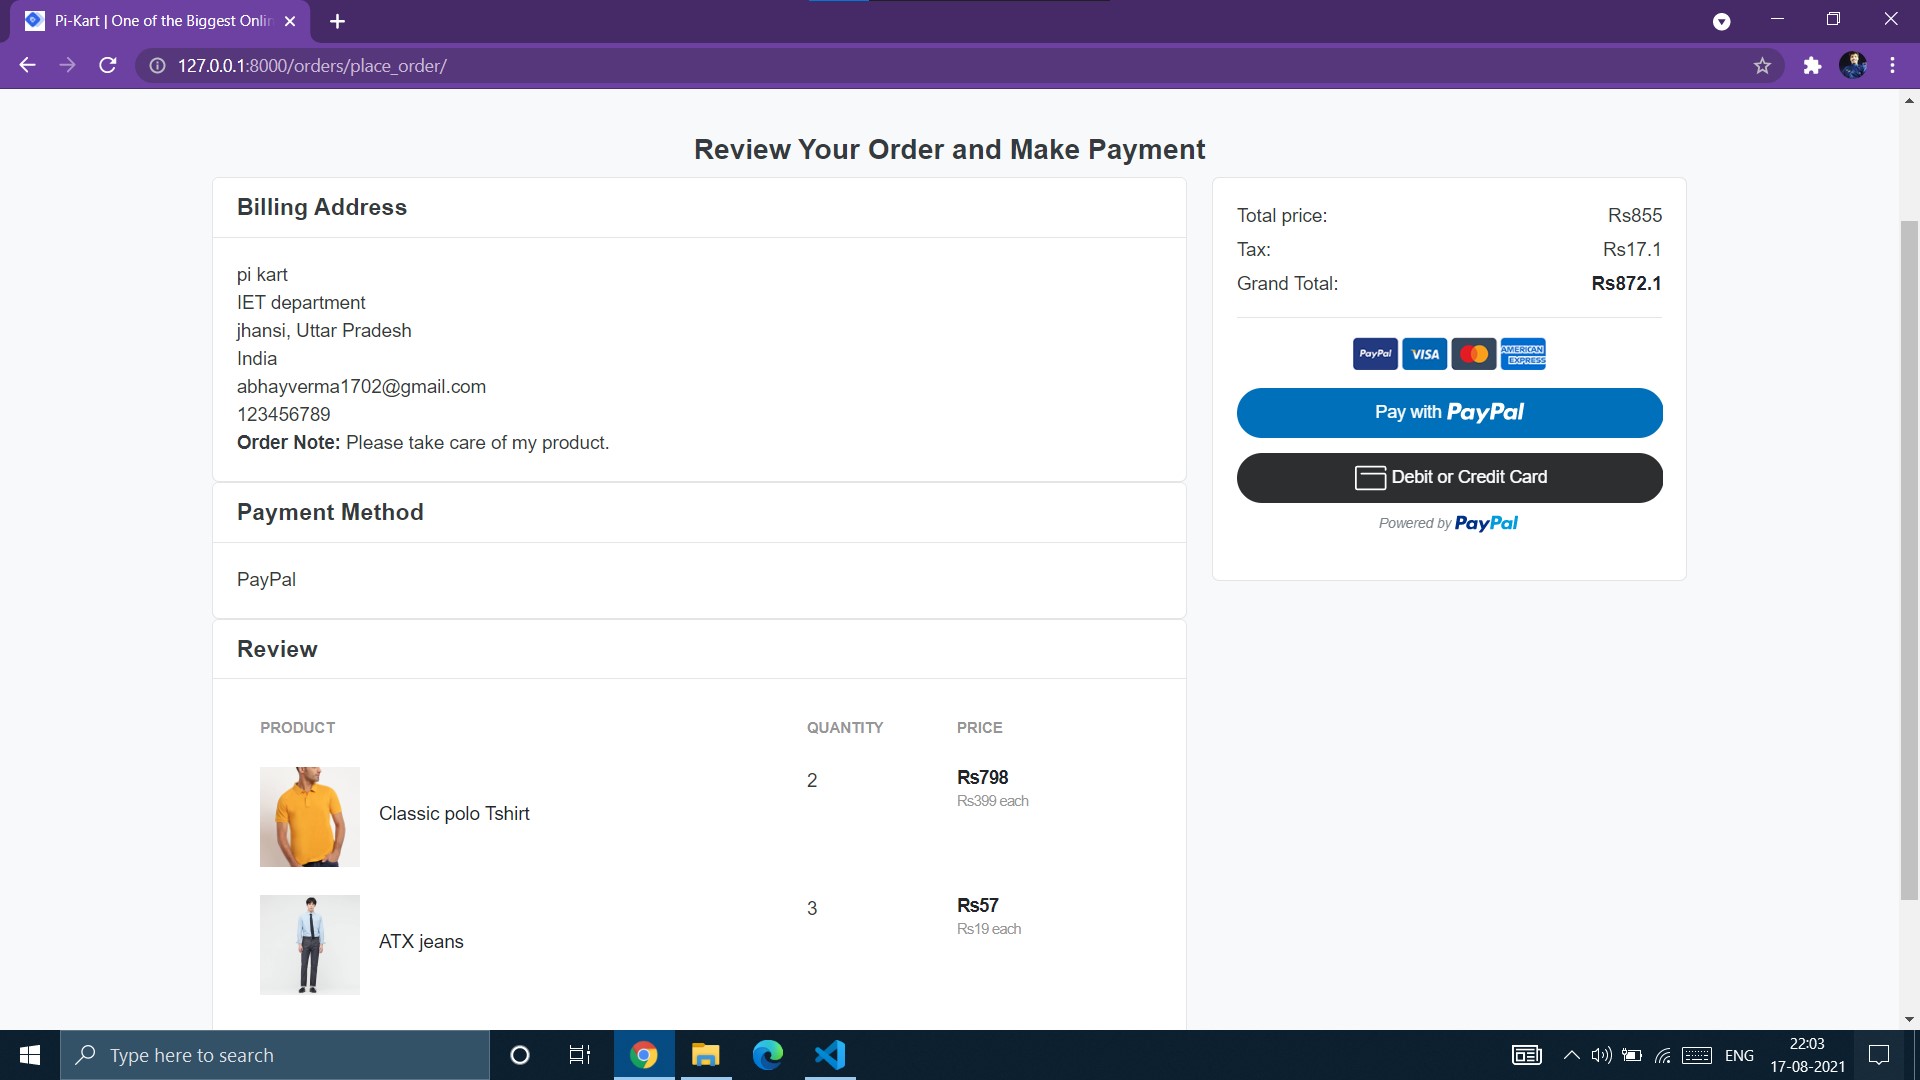 Pi-Kart | One of the Biggest Onlin
127.0.0.1:8000/orders/place_order/
Review Your Order and Make Payment
Billing Address
pi kart
IET department
jhansi, Uttar Pradesh
India
abhayverma1702@gmail.com
123456789
Order Note: Please take care of my product.
Payment Method
PayPal
Review
PRODUCT QUANTITY PRICE
Classic polo Tshirt 2 Rs798
Rs399 each
ATX jeans 3 Rs57
Rs19 each
Total price: Rs855
Tax: Rs17.1
Grand Total: Rs872.1
PayPal VISA AMERICAN EXPRESS
Pay with PayPal
Debit or Credit Card
Powered by PayPal
Type here to search
ENG
22:03
17-08-2021